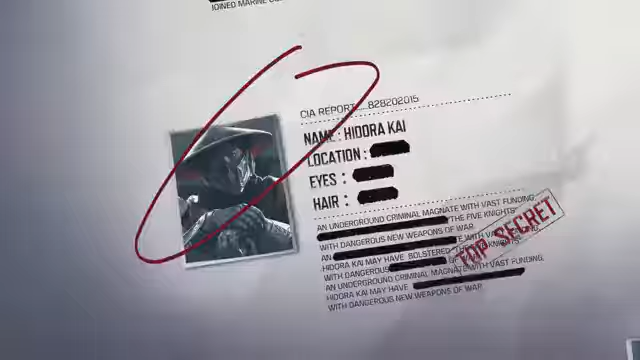 JOINED MARINE
CIA REPORT...828202015
NAME : HIDORA KAI
LOCATION :
EYES :
HAIR :
AN UNDERGROUND CRIMINAL MAGNATE WITH VAST FUNDING.
THE FIVE KNIGHTS
WITH DANGEROUS NEW WEAPONS OF WAR.
AN E WITH VA
HIDORA KAI MAY HAVE BOLSTERED
WITH DANGEROUS
AN UNDERGROUND CRIMINAL MAGNATE WITH VAST FUNDING.
HIDORA KAI MAY HAVE
WITH DANGEROUS NEW WEAPONS OF WAR
TOP SECRET